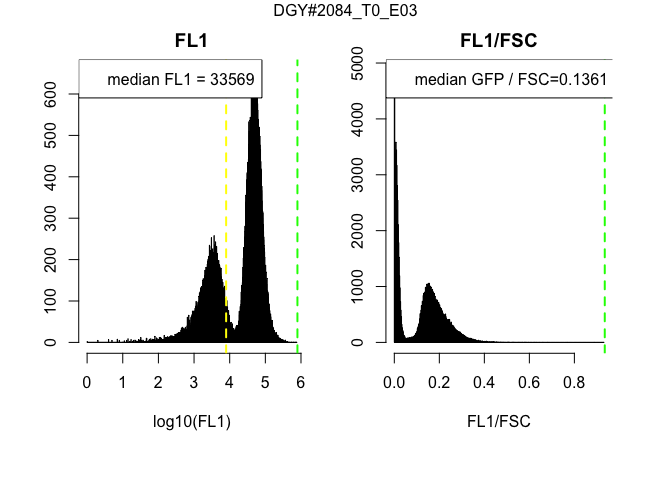 DGY#2084_T0_E03
FL1
median FL1 = 33569
0 100 200 300 400 500 600
0 1 2 3 4 5 6
log10(FL1)
FL1/FSC
median GFP / FSC=0.1361
0 1000 2000 3000 4000 5000
0.0 0.2 0.4 0.6 0.8
FL1/FSC